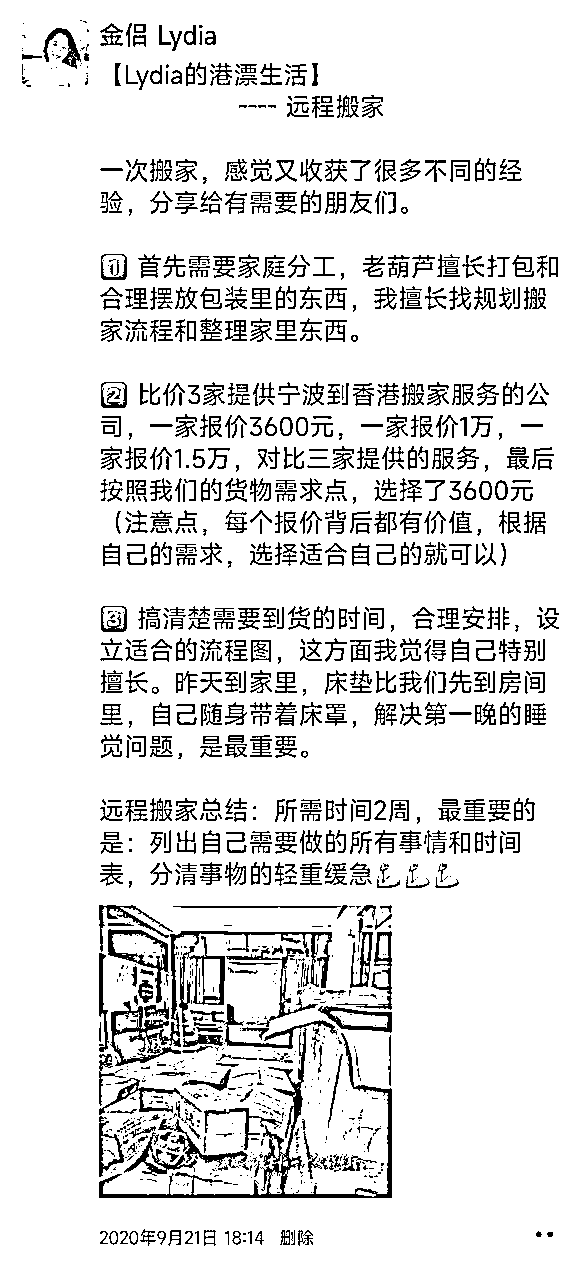 金侣 Lydia
【Lydia的港漂生活】
---- 远程搬家
一次搬家，感觉又收获了很多不同的经
验，分享给有需要的朋友们。
1️⃣ 首先需要家庭分工，老葫芦擅长打包和
合理摆放包装里的东西，我擅长找规划搬
家流程和整理家里东西。
2️⃣ 比价3家提供宁波到香港搬家服务的公
司，一家报价3600元，一家报价1万，一
家报价1.5万，对比三家提供的服务，最后
按照我们的货物需求点，选择了3600元
（注意点，每个报价背后都有价值，根据
自己的需求，选择适合自己的就可以）
3️⃣ 搞清楚需要到货的时间，合理安排，设
立适合的流程图，这方面我觉得自己特别
擅长。昨天到家里，床垫比我们先到房间
里，自己随身带着床罩，解决第一晚的睡
觉问题，是最重要。
远程搬家总结：所需时间2周，最重要的
是：列出自己需要做的所有事情和时间
表，分清事物的轻重缓急💪💪💪
2020年9月21日 18:14 删除